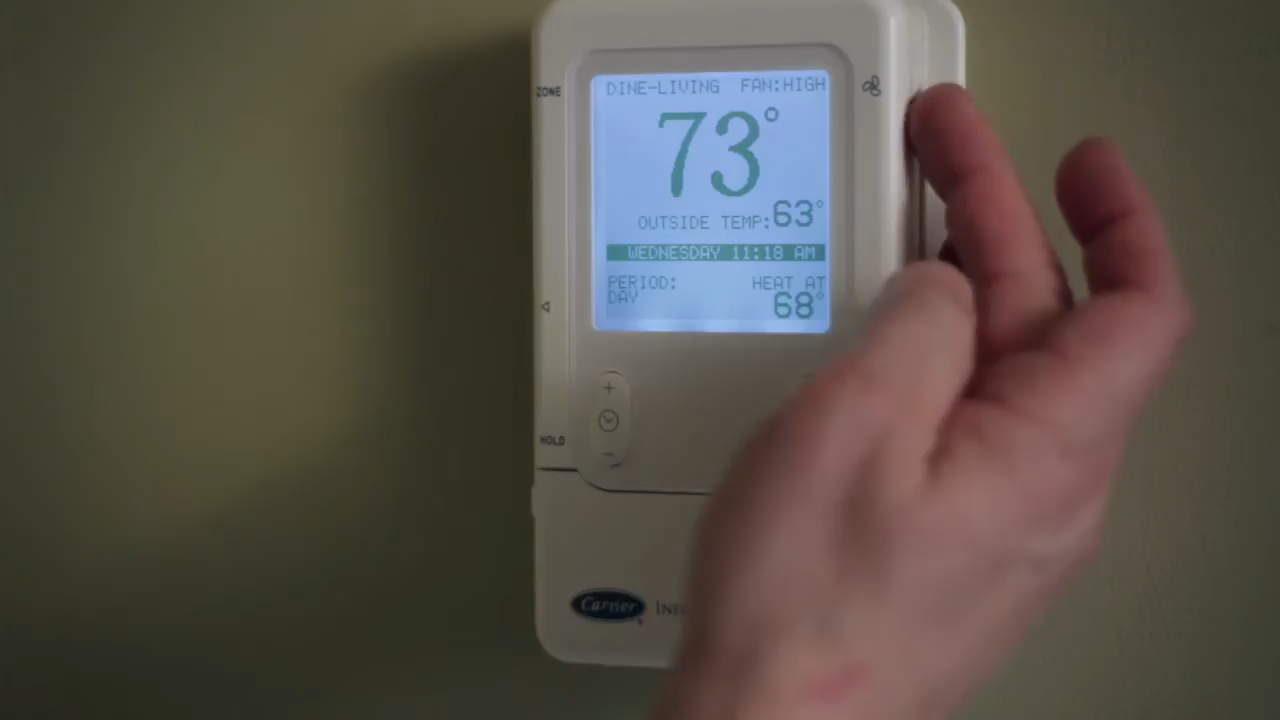 ZONE
DINE-LIVING FAN:HIGH
73°
OUTSIDE TEMP:63°
WEDNESDAY 11:18 AM
PERIOD: HEAT AT
DAY 68°
+
HOLD
−
Carrier